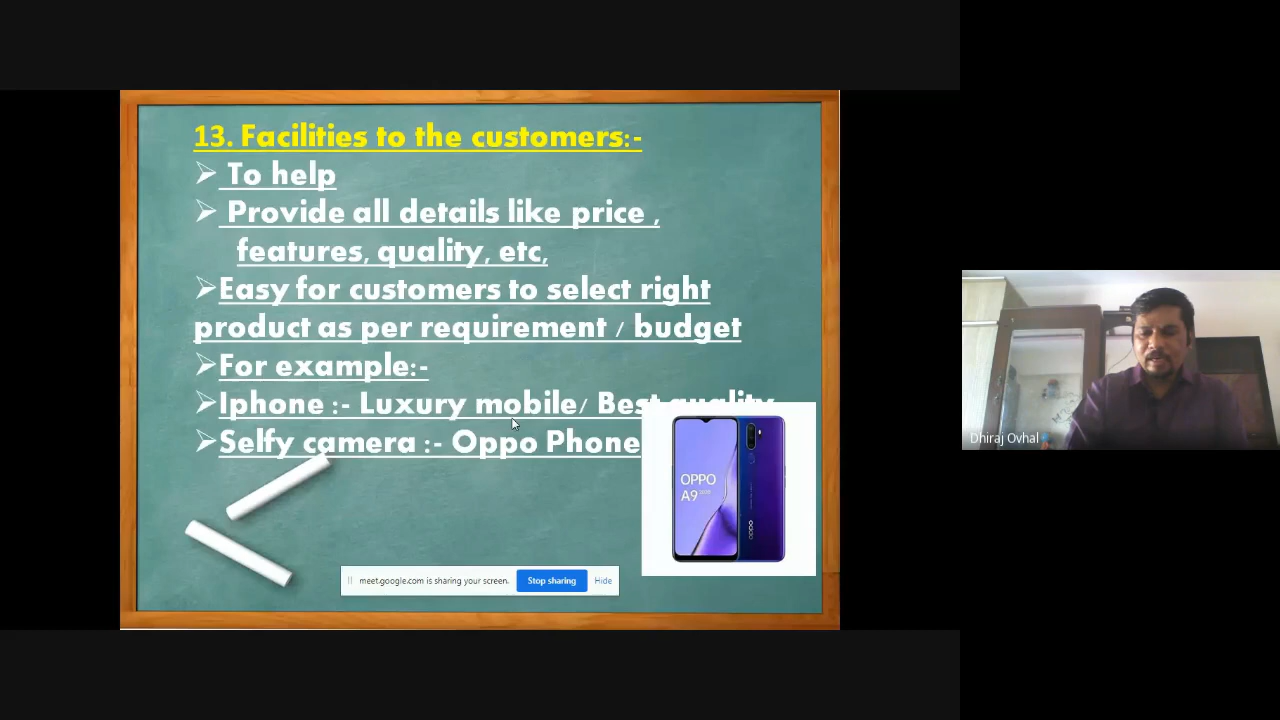 13. Facilities to the customers:-
➢ To help
➢ Provide all details like price ,
features, quality, etc,
➢Easy for customers to select right
product as per requirement / budget
➢For example:-
➢Iphone :- Luxury mobile/ Best quality
➢Selfy camera :- Oppo Phone
OPPO
A9
oppo
meet.google.com is sharing your screen. Stop sharing Hide
Dhiraj Ovhal